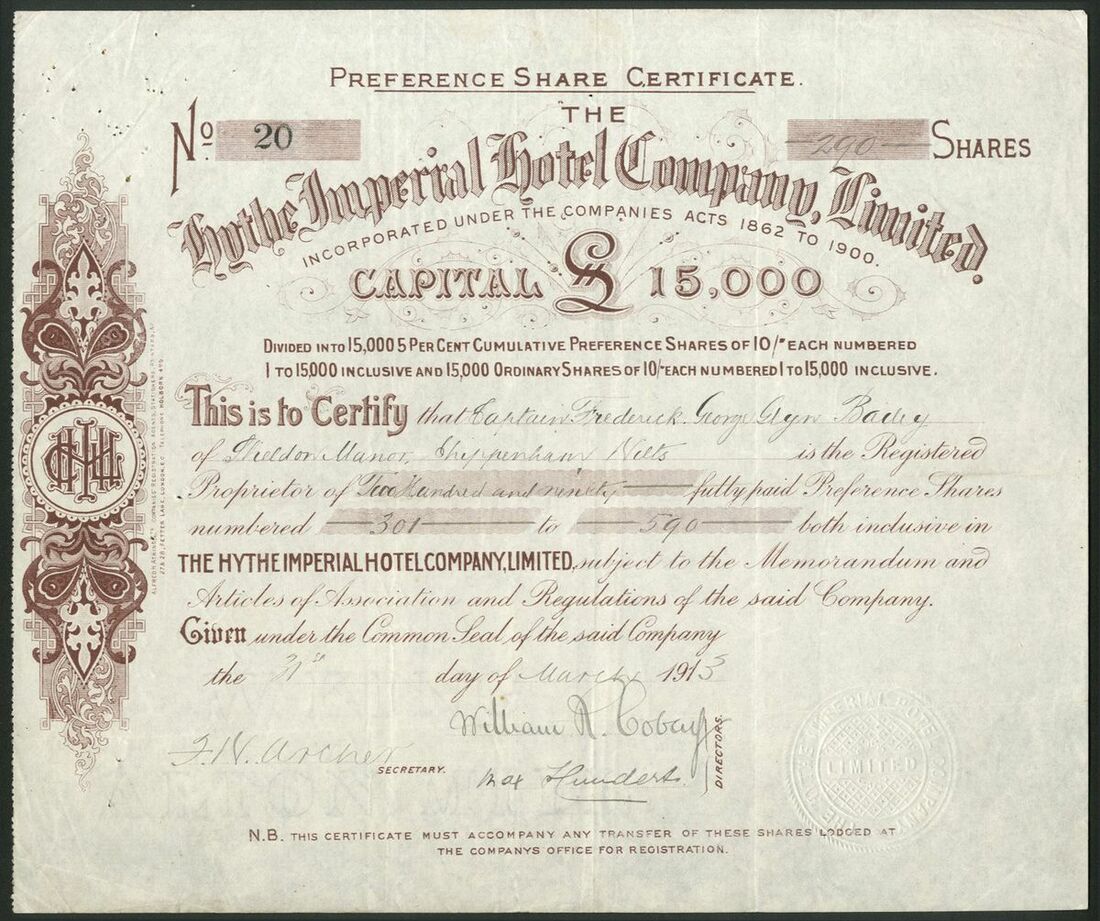 PREFERENCE SHARE CERTIFICATE.
No. 20
290 SHARES
THE
Hythe Imperial Hotel Company, Limited.
INCORPORATED UNDER THE COMPANIES ACTS 1862 TO 1900.
CAPITAL £ 15,000
DIVIDED INTO 15,000 5 PER CENT CUMULATIVE PREFERENCE SHARES OF 10/- EACH NUMBERED
1 TO 15,000 INCLUSIVE AND 15,000 ORDINARY SHARES OF 10/- EACH NUMBERED 1 TO 15,000 INCLUSIVE.
This is to Certify that Captain Frederick George Glyn Bailey
of Sheldon Manor, Chippenham Wilts is the Registered
Proprietor of Two Hundred and ninety fully paid Preference Shares
numbered 301 to 590 both inclusive in
THE HYTHE IMPERIAL HOTEL COMPANY, LIMITED, subject to the Memorandum and
Articles of Association and Regulations of the said Company.
Given under the Common Seal of the said Company
the 31st day of March 1913
William R. Cobay
F. W. Archer SECRETARY.
DIRECTORS.
N.B. THIS CERTIFICATE MUST ACCOMPANY ANY TRANSFER OF THESE SHARES LODGED AT
THE COMPANYS OFFICE FOR REGISTRATION.
LIMITED